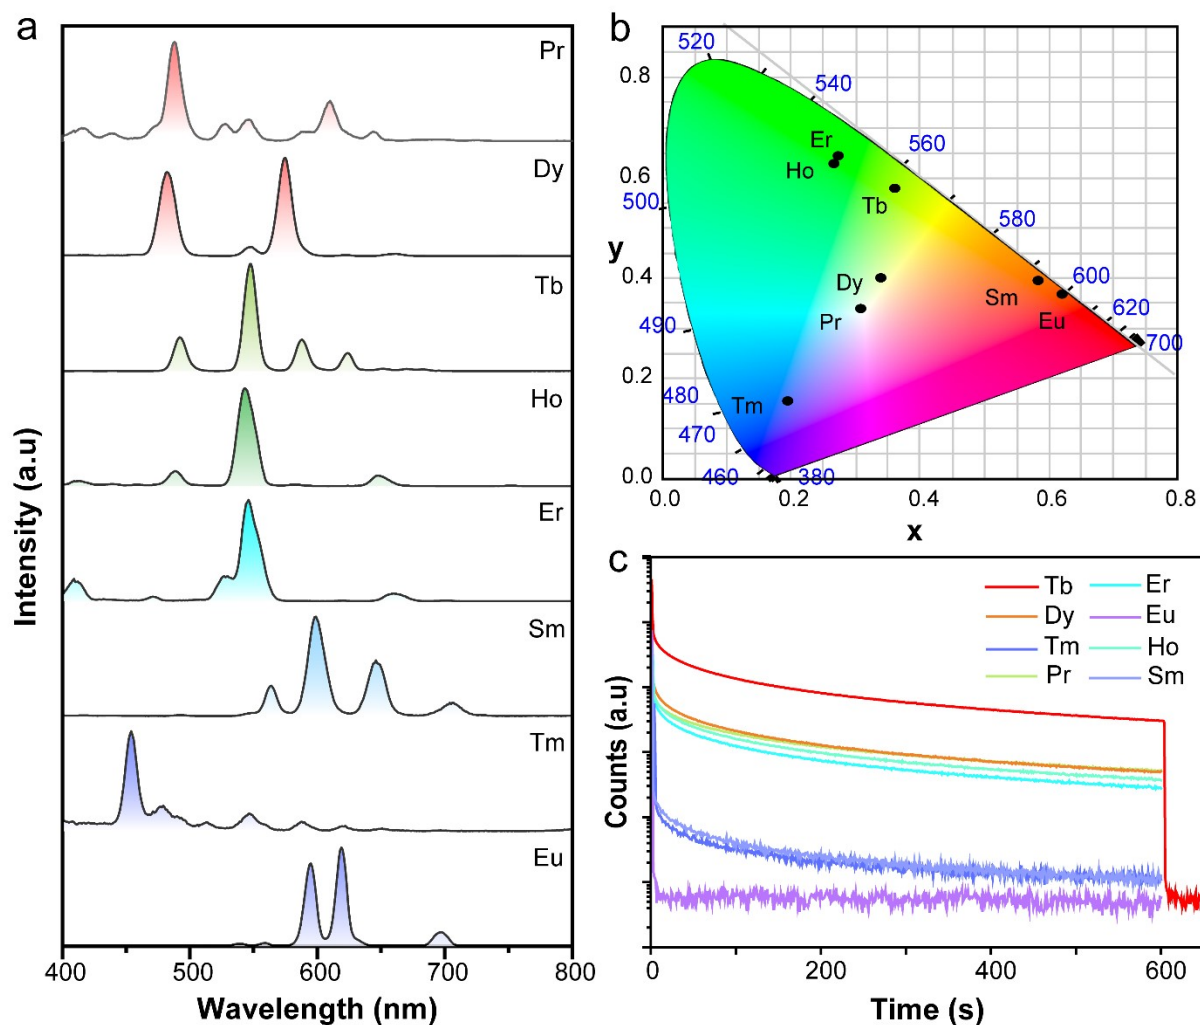 a
Pr
Dy
Tb
Ho
Er
Sm
Tm
Eu
Intensity (a.u)
400 500 600 700 800
Wavelength (nm)
b
520
540
560
580
600
620
700
500
490
480
470
460
380
Er
Ho
Tb
Dy
Pr
Sm
Eu
Tm
0.8
0.6
0.4
0.2
0.0
y
0.0 0.2 0.4 0.6 0.8
x
c
Tb Er
Dy Eu
Tm Ho
Pr Sm
Counts (a.u)
0 200 400 600
Time (s)